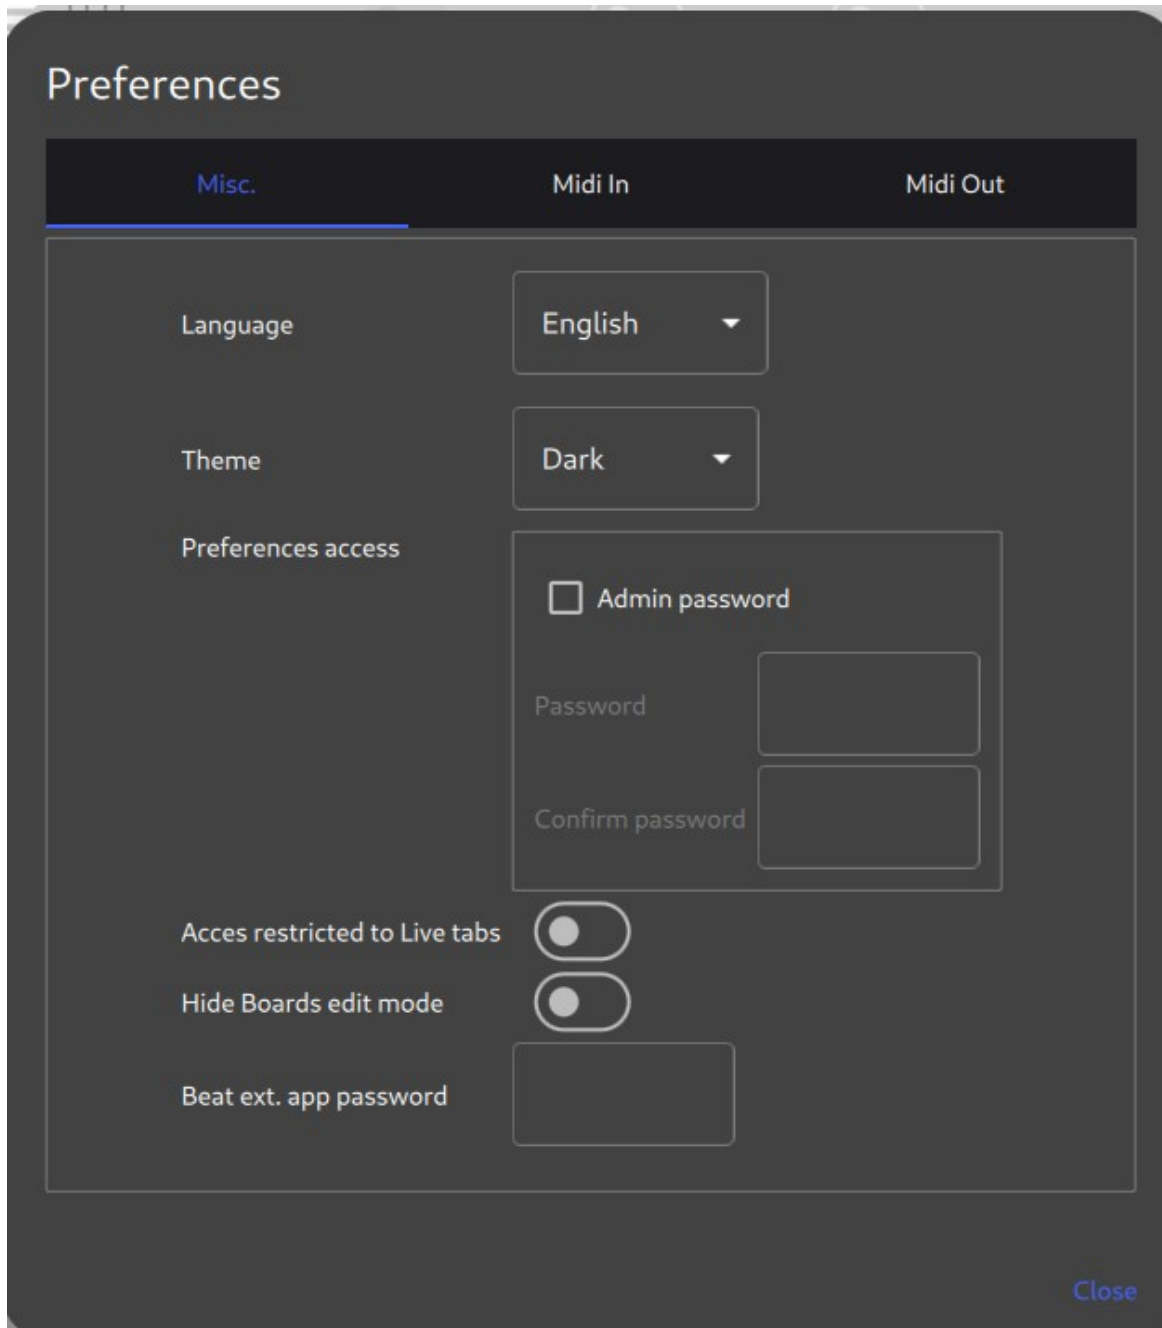 Preferences
Misc. Midi In Midi Out
Language English
Theme Dark
Preferences access
Admin password
Password
Confirm password
Acces restricted to Live tabs
Hide Boards edit mode
Beat ext. app password
Close